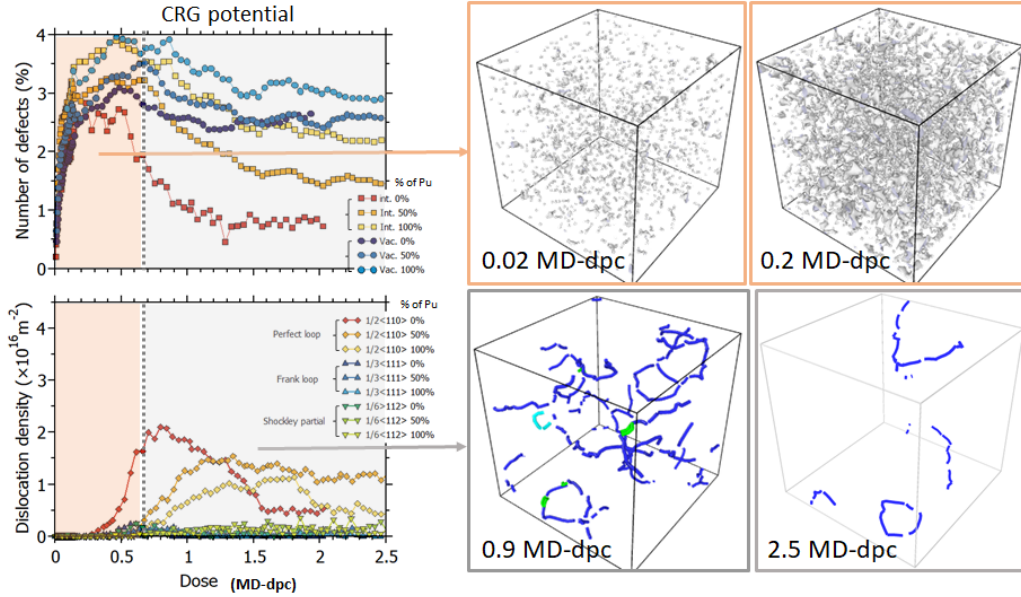 CRG potential
Number of defects (%)
4
3
2
1
0
% of Pu
int. 0%
Int. 50%
Int. 100%
Vac. 0%
Vac. 50%
Vac. 100%
0.02 MD-dpc
0.2 MD-dpc
Dislocation density (×10¹⁶m⁻²)
4
3
2
1
0
% of Pu
Perfect loop
1/2<110> 0%
1/2<110> 50%
1/2<110> 100%
Frank loop
1/3<111> 0%
1/3<111> 50%
1/3<111> 100%
Shockley partial
1/6<112> 0%
1/6<112> 50%
1/6<112> 100%
0 0.5 1 1.5 2 2.5
Dose (MD-dpc)
0.9 MD-dpc
2.5 MD-dpc